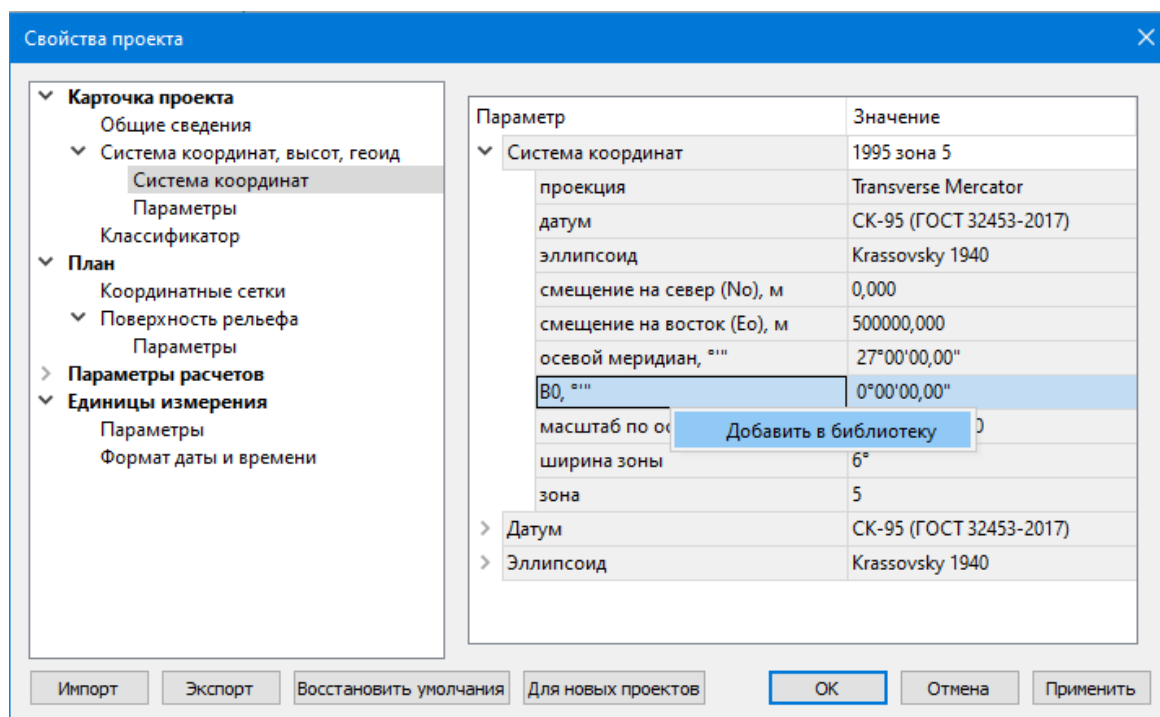 Свойства проекта
Карточка проекта
Общие сведения
Система координат, высот, геоид
Система координат
Параметры
Классификатор
План
Координатные сетки
Поверхность рельефа
Параметры
Параметры расчетов
Единицы измерения
Параметры
Формат даты и времени
Параметр Значение
Система координат 1995 зона 5
проекция Transverse Mercator
датум СК-95 (ГОСТ 32453-2017)
эллипсоид Krassovsky 1940
смещение на север (No), м 0,000
смещение на восток (Eo), м 500000,000
осевой меридиан, °'" 27°00'00,00"
B0, °'" 0°00'00,00"
масштаб по
Добавить в библиотеку
ширина зоны 6°
зона 5
Датум СК-95 (ГОСТ 32453-2017)
Эллипсоид Krassovsky 1940
Импорт Экспорт Восстановить умолчания Для новых проектов ОК Отмена Применить